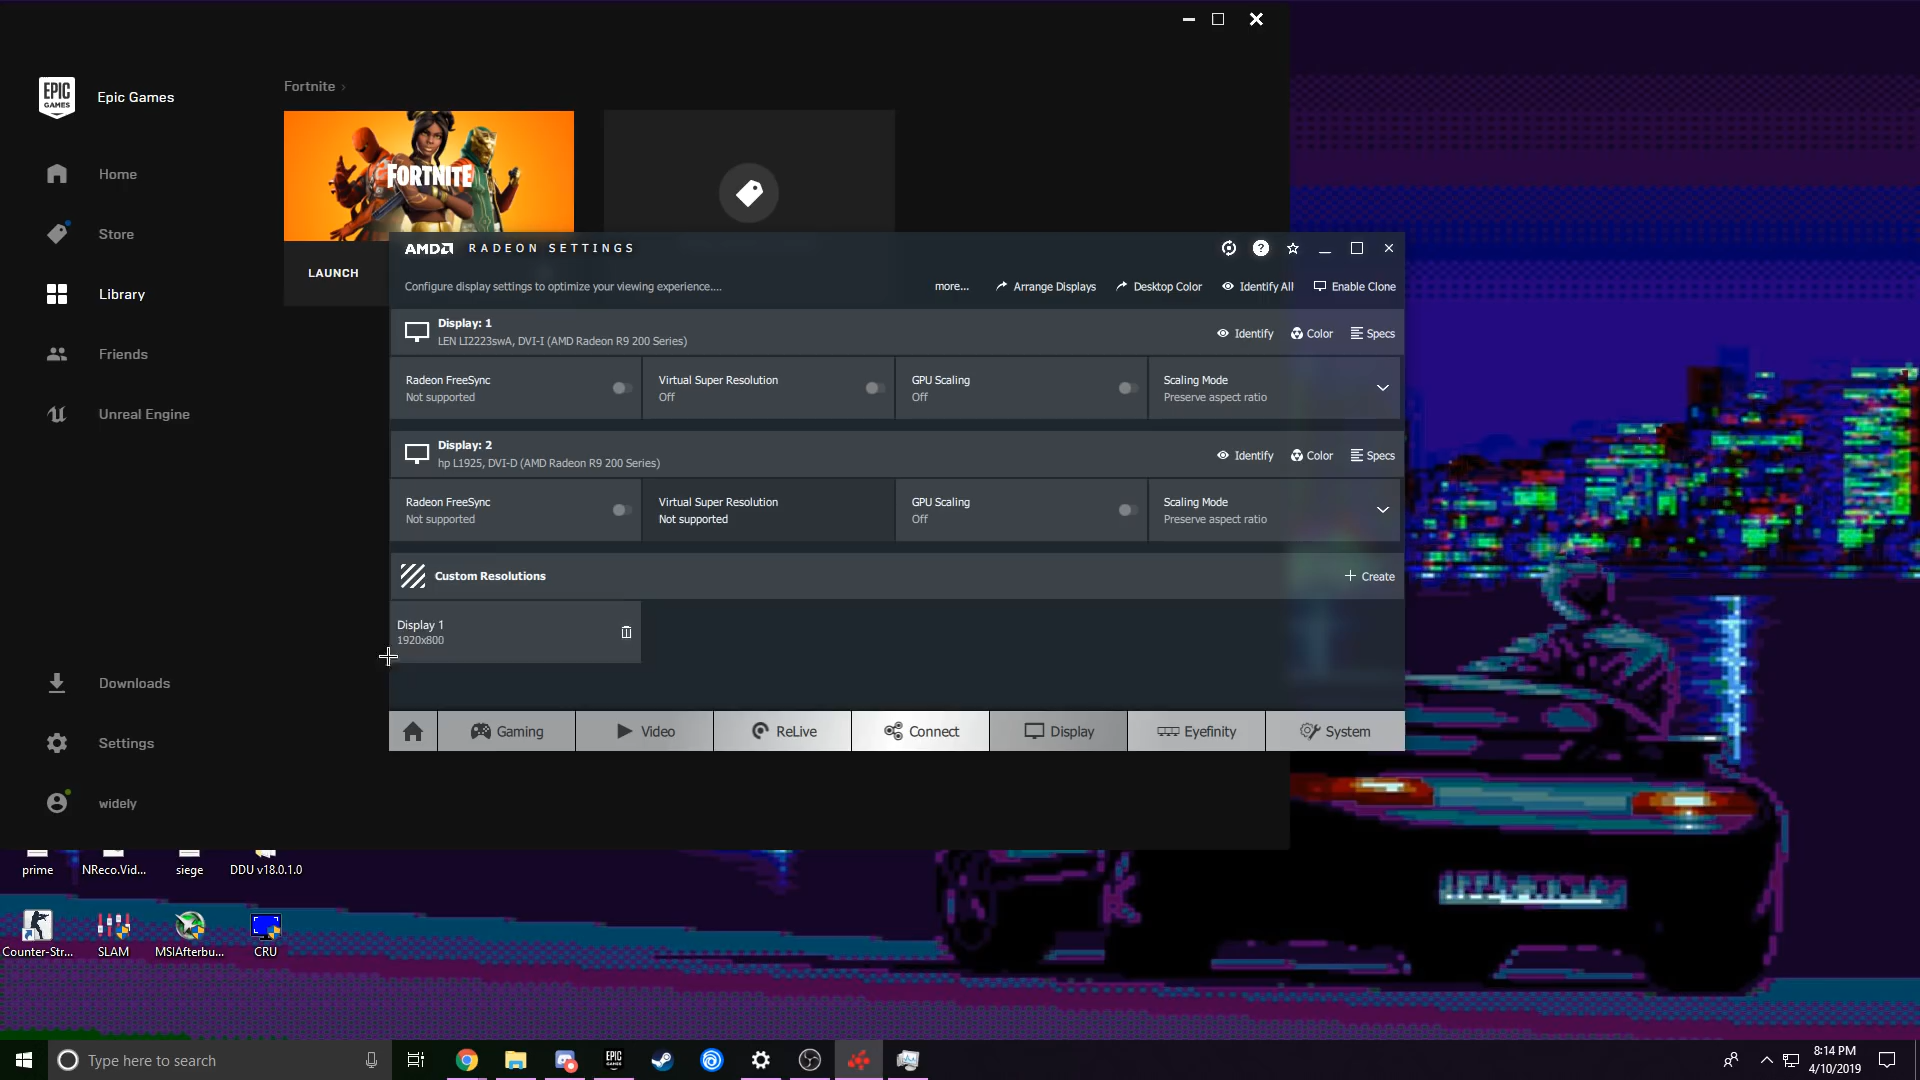 EPIC
GAMES
Epic Games
Home
Store
Library
Friends
Unreal Engine
Downloads
Settings
widely
Fortnite ›
FORTNITE
LAUNCH
AMD RADEON SETTINGS
Configure display settings to optimize your viewing experience....
more...
Arrange Displays
Desktop Color
Identify All
Enable Clone
Display: 1
LEN LI2223swA, DVI-I (AMD Radeon R9 200 Series)
Identify
Color
Specs
Radeon FreeSync
Not supported
Virtual Super Resolution
Off
GPU Scaling
Off
Scaling Mode
Preserve aspect ratio
Display: 2
hp L1925, DVI-D (AMD Radeon R9 200 Series)
Identify
Color
Specs
Radeon FreeSync
Not supported
Virtual Super Resolution
Not supported
GPU Scaling
Off
Scaling Mode
Preserve aspect ratio
Custom Resolutions
Create
Display 1
1920x800
Gaming
Video
ReLive
Connect
Display
Eyefinity
System
prime
NReco.Vid...
siege
DDU v18.0.1.0
Counter-Str...
SLAM
MSIAfterbu...
CRU
Type here to search
EPIC
GAMES
8:14 PM
4/10/2019